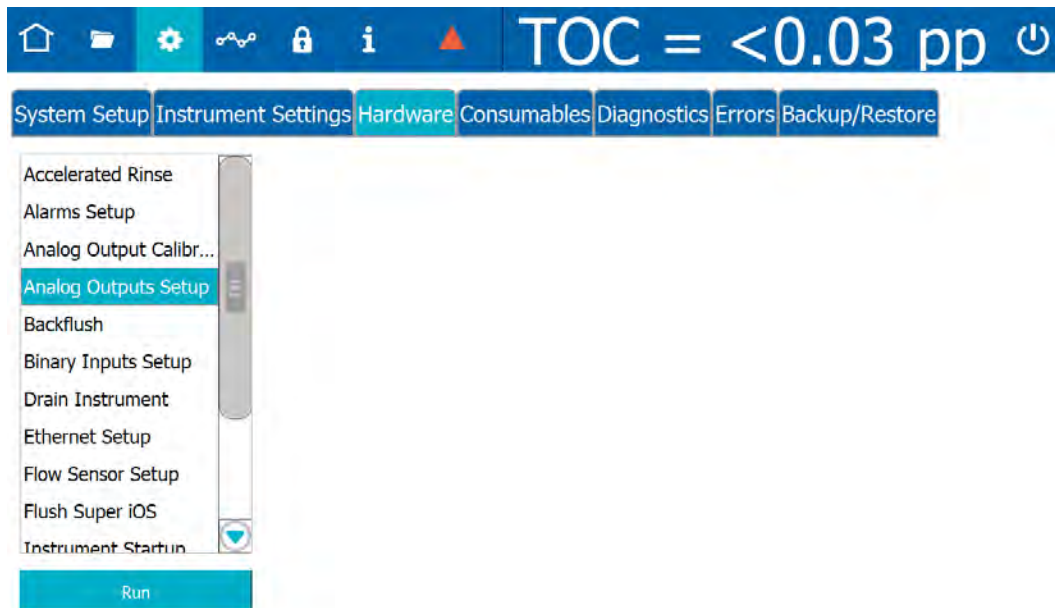 TOC = <0.03 pp
System Setup Instrument Settings Hardware Consumables Diagnostics Errors Backup/Restore
Accelerated Rinse
Alarms Setup
Analog Output Calibr...
Analog Outputs Setup
Backflush
Binary Inputs Setup
Drain Instrument
Ethernet Setup
Flow Sensor Setup
Flush Super iOS
Instrument Startup
Run